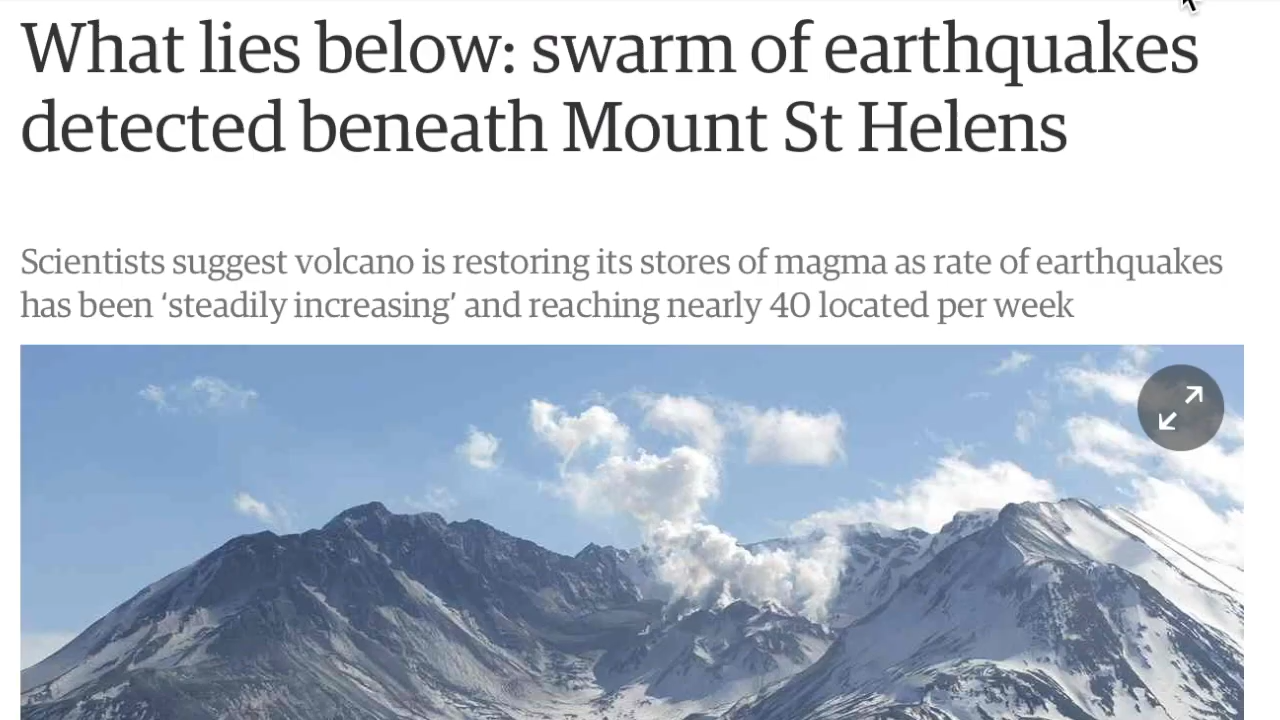 What lies below: swarm of earthquakes
detected beneath Mount St Helens
Scientists suggest volcano is restoring its stores of magma as rate of earthquakes
has been ‘steadily increasing’ and reaching nearly 40 located per week